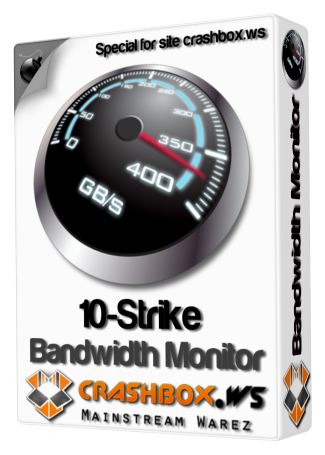 Special for site crashbox.ws
0
50
100
150
200
250
300
350
400
GB/S
10-Strike
Bandwidth Monitor
CRASHBOX.WS
MAINSTREAM WAREZ
Bandwidth Monitor